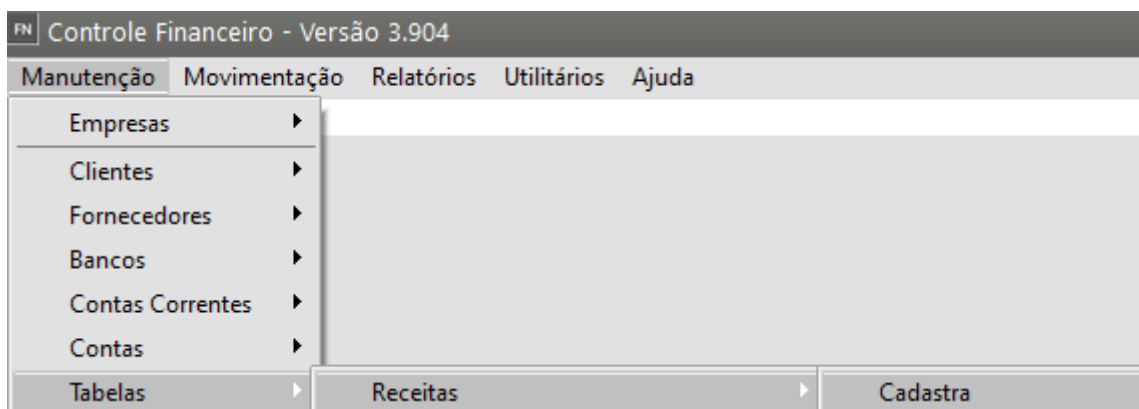 FN Controle Financeiro - Versão 3.904
Manutenção Movimentação Relatórios Utilitários Ajuda
Empresas
Clientes
Fornecedores
Bancos
Contas Correntes
Contas
Tabelas Receitas Cadastra